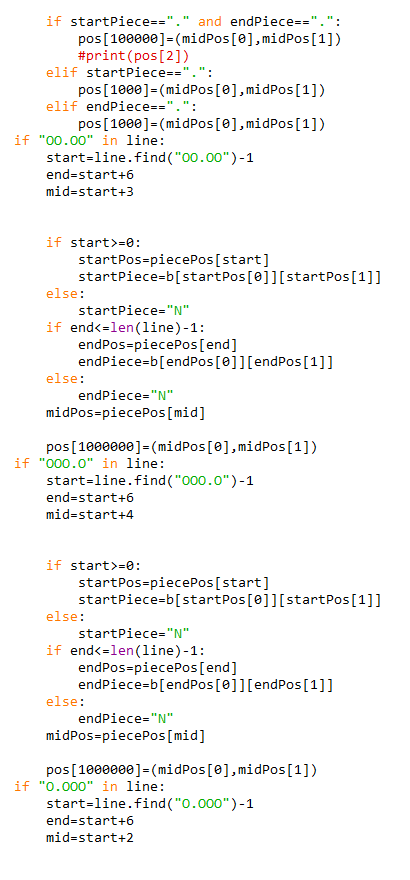 if startPiece=="." and endPiece==".":
        pos[100000]=(midPos[0],midPos[1])
        #print(pos[2])
    elif startPiece==".":
        pos[1000]=(midPos[0],midPos[1])
    elif endPiece==".":
        pos[1000]=(midPos[0],midPos[1])
if "OO.OO" in line:
    start=line.find("OO.OO")-1
    end=start+6
    mid=start+3
    if start>=0:
        startPos=piecePos[start]
        startPiece=b[startPos[0]][startPos[1]]
    else:
        startPiece="N"
    if end<=len(line)-1:
        endPos=piecePos[end]
        endPiece=b[endPos[0]][endPos[1]]
    else:
        endPiece="N"
    midPos=piecePos[mid]
    pos[1000000]=(midPos[0],midPos[1])
if "OOO.O" in line:
    start=line.find("OOO.O")-1
    end=start+6
    mid=start+4
    if start>=0:
        startPos=piecePos[start]
        startPiece=b[startPos[0]][startPos[1]]
    else:
        startPiece="N"
    if end<=len(line)-1:
        endPos=piecePos[end]
        endPiece=b[endPos[0]][endPos[1]]
    else:
        endPiece="N"
    midPos=piecePos[mid]
    pos[1000000]=(midPos[0],midPos[1])
if "O.OOO" in line:
    start=line.find("O.OOO")-1
    end=start+6
    mid=start+2